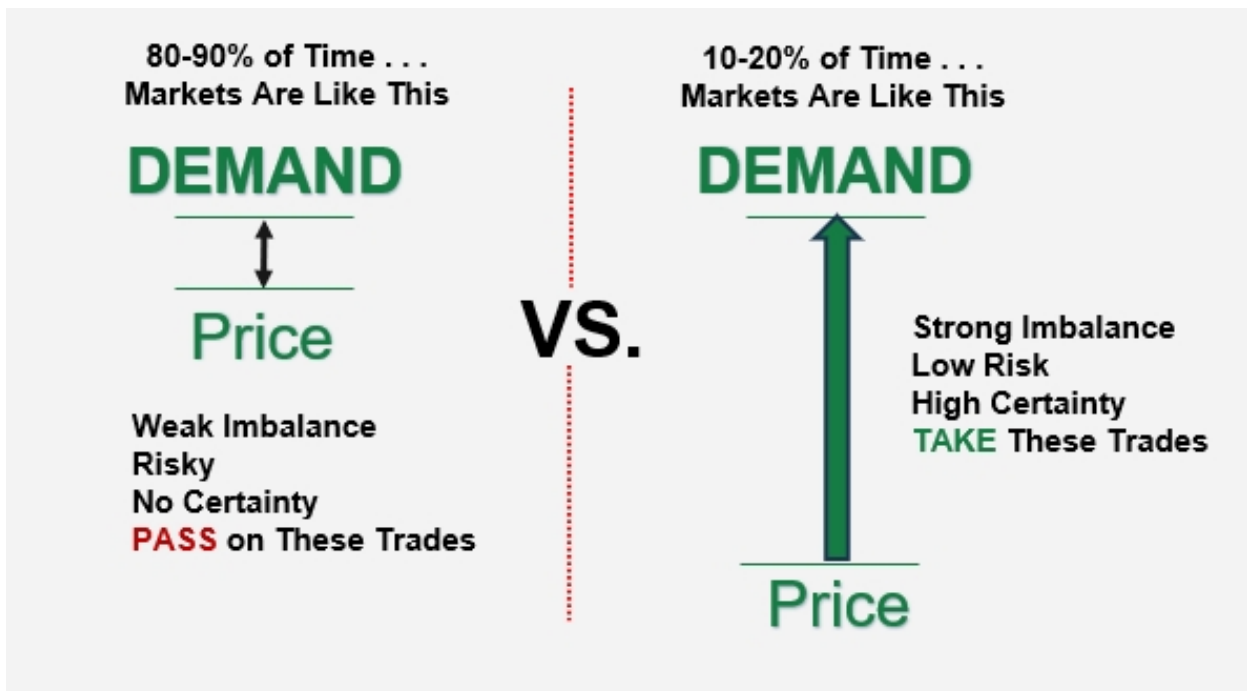 80-90% of Time . . .
Markets Are Like This
DEMAND
Price
Weak Imbalance
Risky
No Certainty
PASS on These Trades
VS.
10-20% of Time . . .
Markets Are Like This
DEMAND
Strong Imbalance
Low Risk
High Certainty
TAKE These Trades
Price